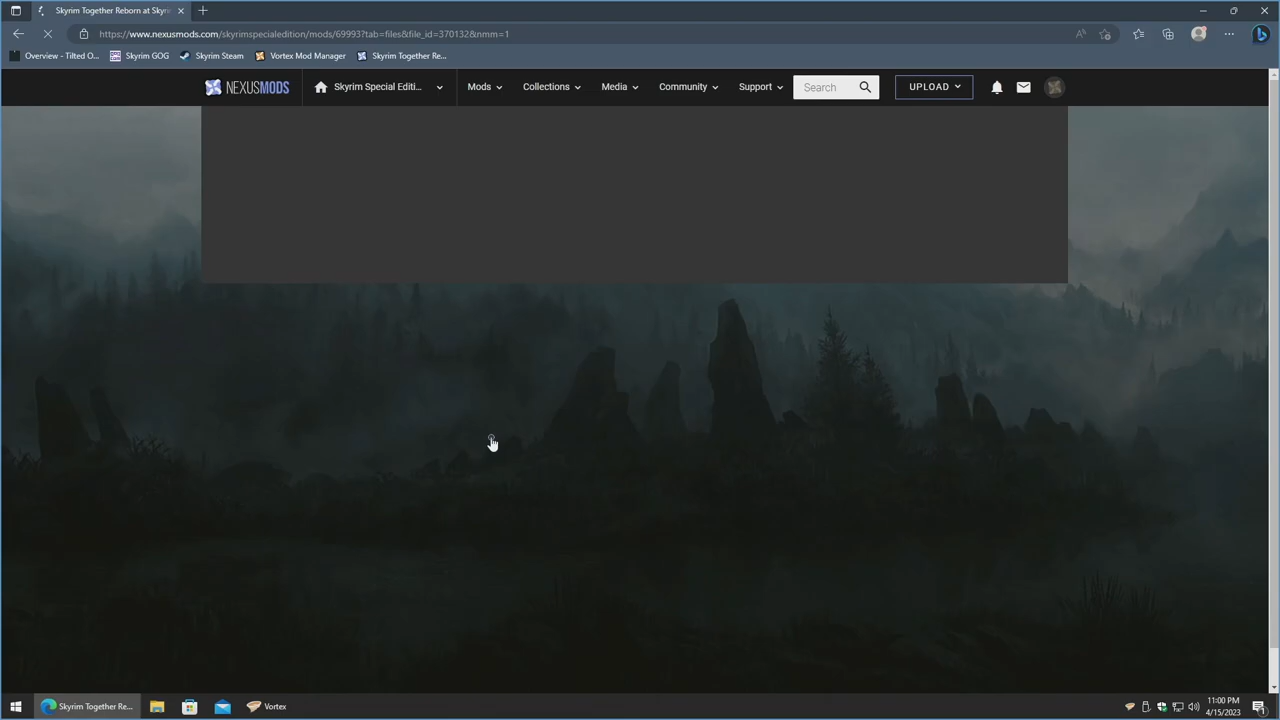 Skyrim Together Reborn at Skyri
https://www.nexusmods.com/skyrimspecialedition/mods/69993?tab=files&file_id=370132&nmm=1
Overview - Tilted O...
Skyrim GOG
Skyrim Steam
Vortex Mod Manager
Skyrim Together Re...
NEXUSMODS
Skyrim Special Editi...
Mods
Collections
Media
Community
Support
Search
UPLOAD
Skyrim Together Re...
Vortex
11:00 PM
4/15/2023
1